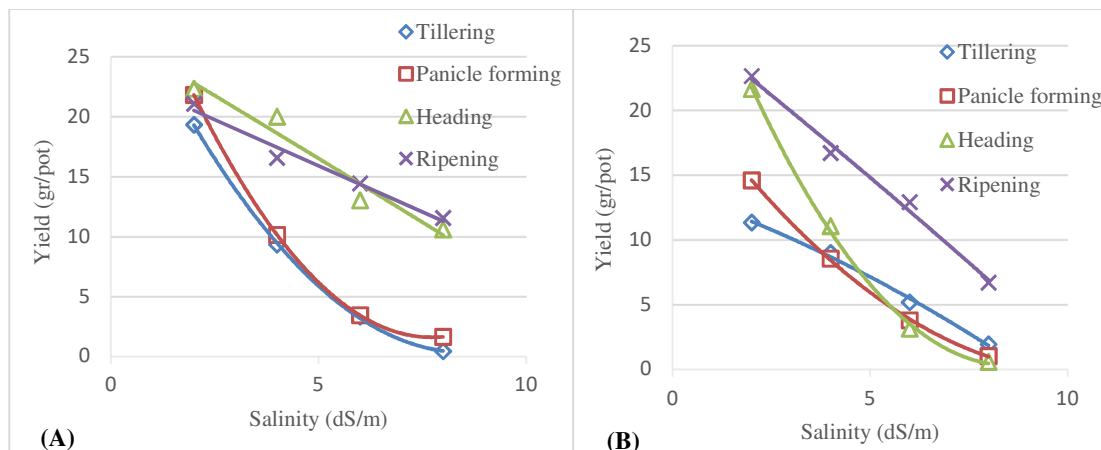 Tillering
Panicle forming
Heading
Ripening
25
20
15
10
5
0
0
5
10
Yield (gr/pot)
Salinity (dS/m)
(A)
Tillering
Panicle forming
Heading
Ripening
25
20
15
10
5
0
0
5
10
Yield (gr/pot)
Salinity (dS/m)
(B)